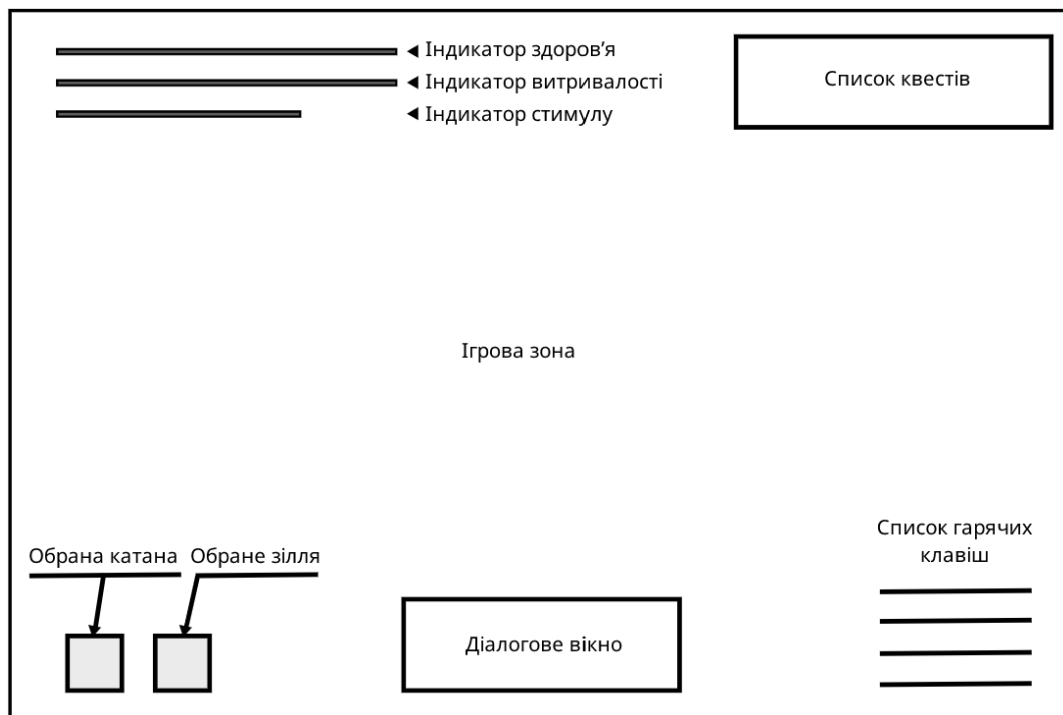 Індикатор здоров’я
Індикатор витривалості
Індикатор стимулу
Список квестів
Ігрова зона
Обрана катана
Обране зілля
Діалогове вікно
Список гарячих
клавіш